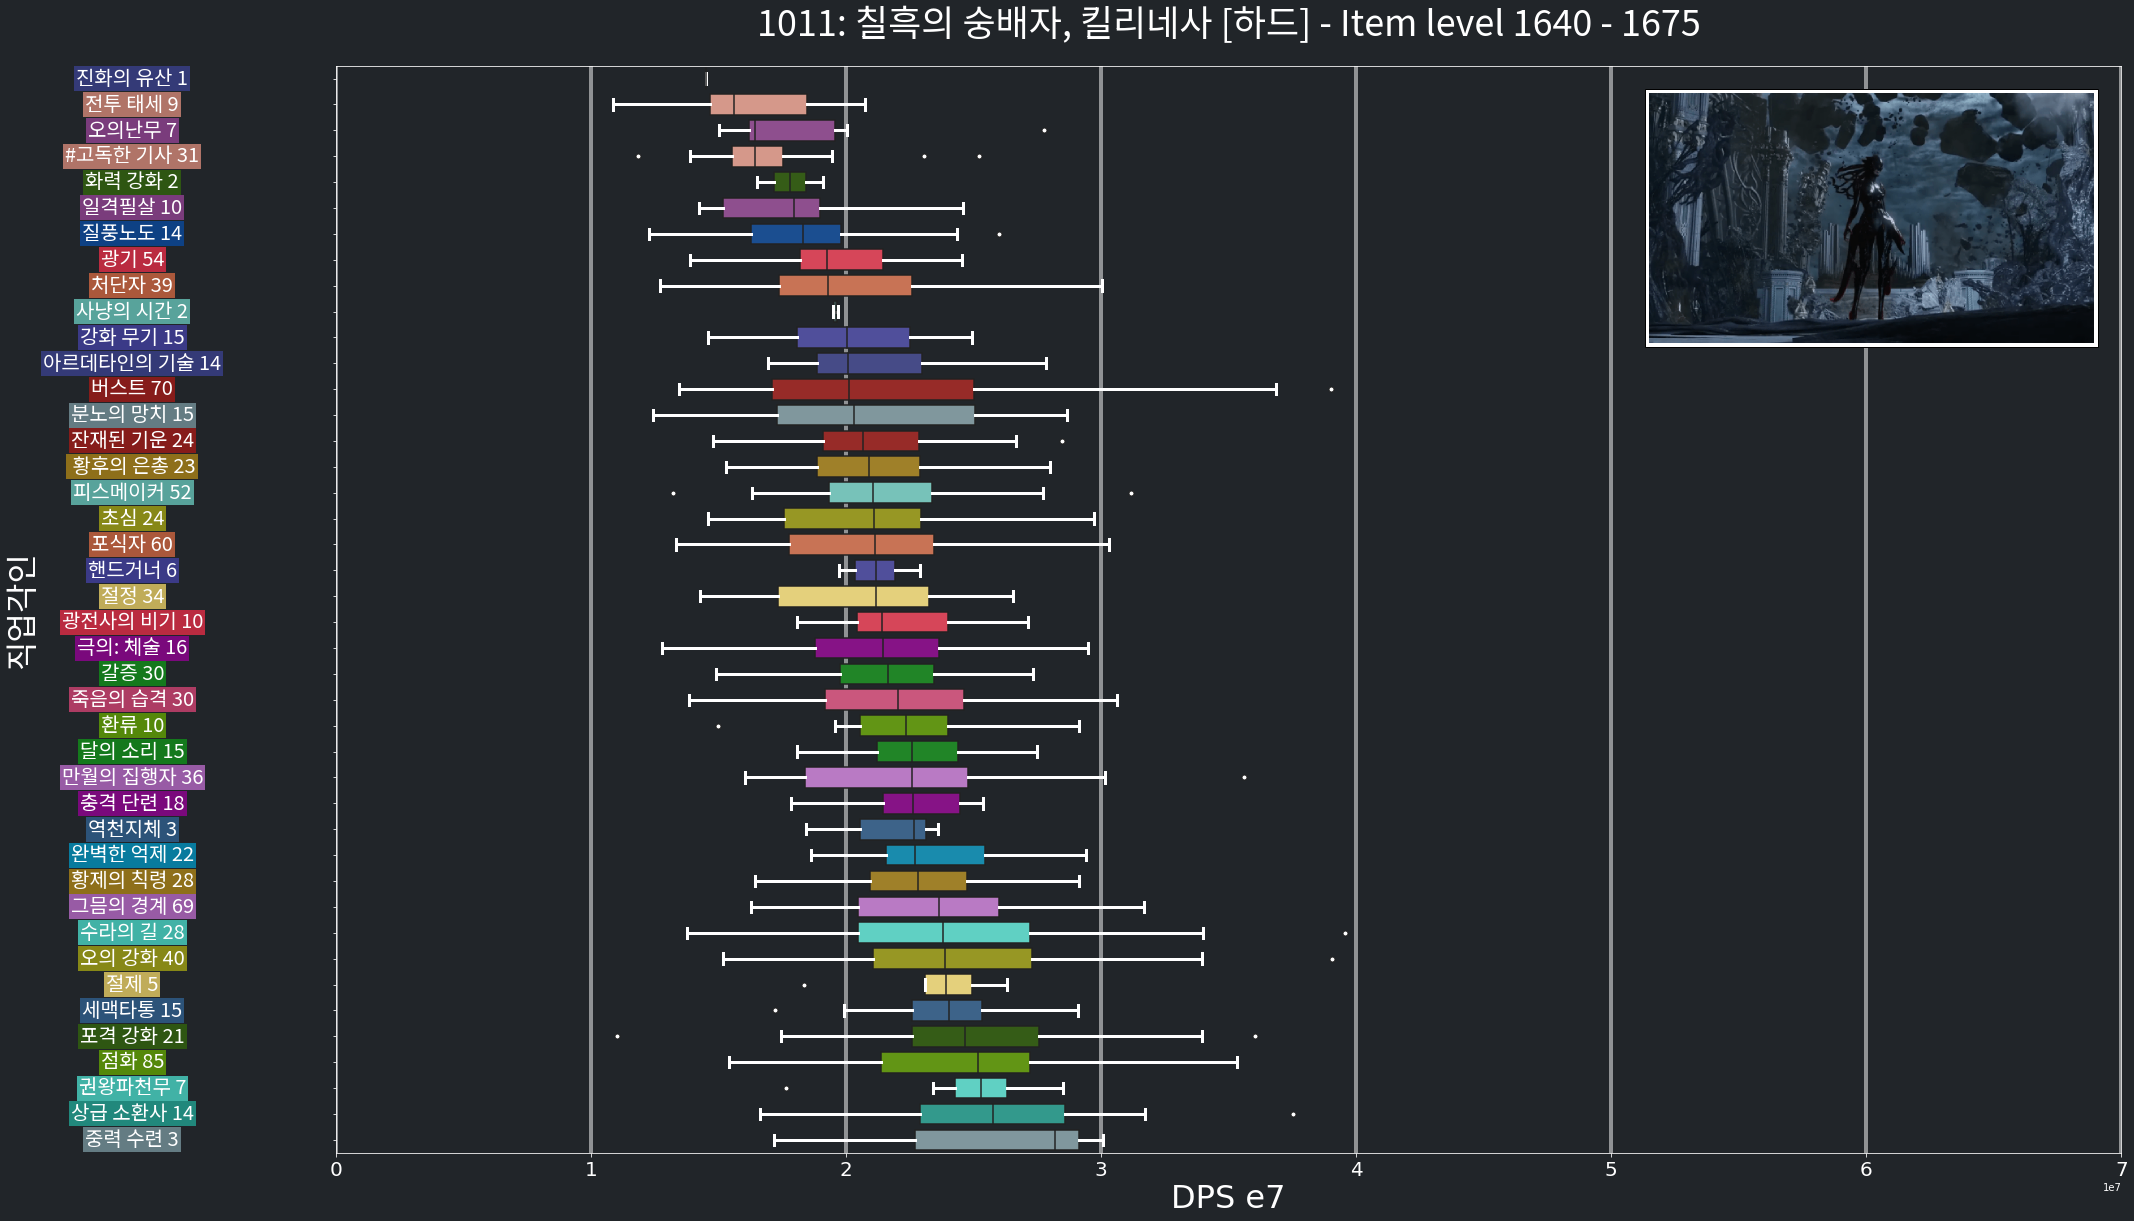 1011: 칠흑의 숭배자, 킬리네사 [하드] - Item level 1640 - 1675
진화의 유산 1
전투 태세 9
오의난무 7
#고독한 기사 31
화력 강화 2
일격필살 10
질풍노도 14
광기 54
처단자 39
사냥의 시간 2
강화 무기 15
아르데타인의 기술 14
버스트 70
분노의 망치 15
잔재된 기운 24
황후의 은총 23
피스메이커 52
초심 24
포식자 60
핸드거너 6
절정 34
광전사의 비기 10
극의: 체술 16
갈증 30
죽음의 습격 30
환류 10
달의 소리 15
만월의 집행자 36
충격 단련 18
역천지체 3
완벽한 억제 22
황제의 칙령 28
그믐의 경계 69
수라의 길 28
오의 강화 40
절제 5
세맥타통 15
포격 강화 21
점화 85
권왕파천무 7
상급 소환사 14
중력 수련 3
직업각인
0 1 2 3 4 5 6 7
1e7
DPS e7